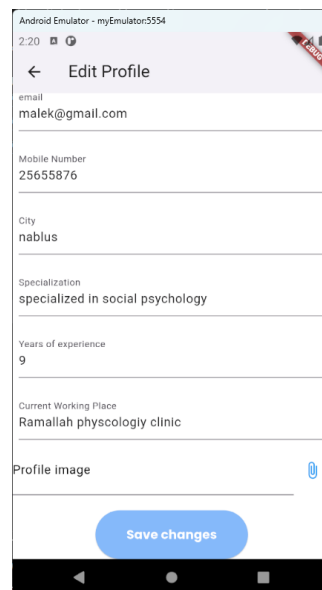 Android Emulator - myEmulator:5554
2:20
Edit Profile
DEBUG
email
malek@gmail.com
Mobile Number
25655876
City
nablus
Specialization
specialized in social psychology
Years of experience
9
Current Working Place
Ramallah physcologiy clinic
Profile image
Save changes